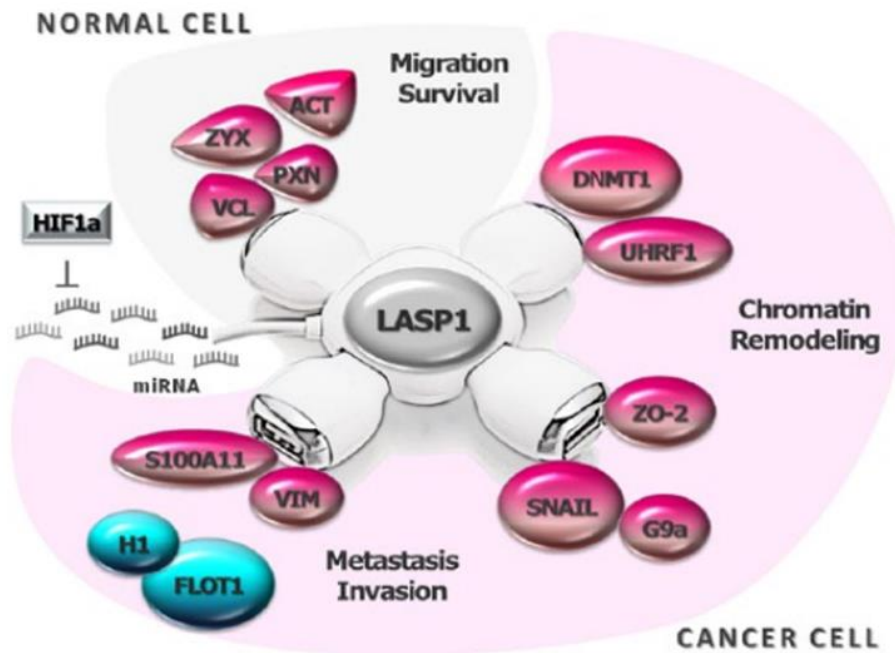 NORMAL CELL
Migration
Survival
ACT
ZYX
PXN
VCL
DNMT1
UHRF1
HIF1a
LASP1
miRNA
Chromatin
Remodeling
ZO-2
S100A11
VIM
SNAIL
G9a
H1
FLOT1
Metastasis
Invasion
CANCER CELL